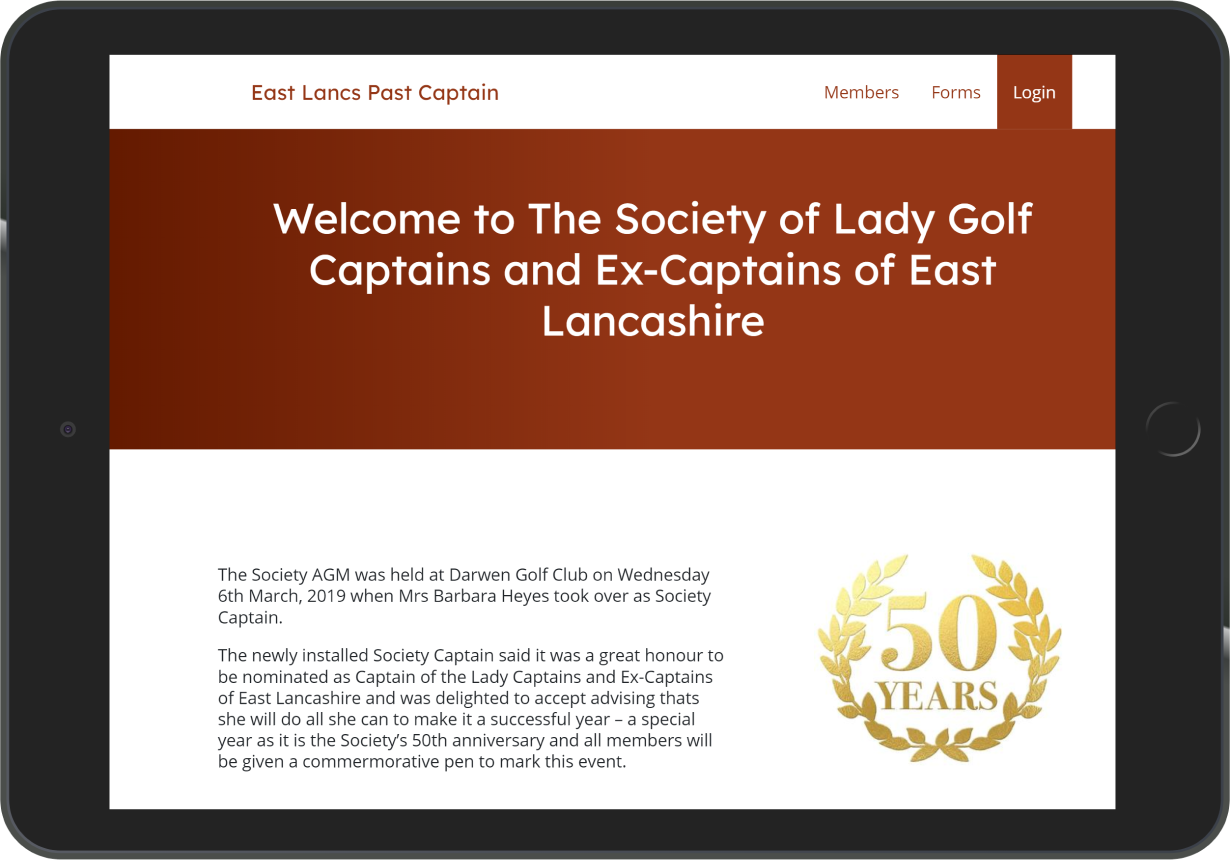 East Lancs Past Captain
Members
Forms
Login
Welcome to The Society of Lady Golf
Captains and Ex-Captains of East
Lancashire
The Society AGM was held at Darwen Golf Club on Wednesday
6th March, 2019 when Mrs Barbara Heyes took over as Society
Captain.
The newly installed Society Captain said it was a great honour to
be nominated as Captain of the Lady Captains and Ex-Captains
of East Lancashire and was delighted to accept advising thats
she will do all she can to make it a successful year – a special
year as it is the Society’s 50th anniversary and all members will
be given a commermorative pen to mark this event.
50
YEARS